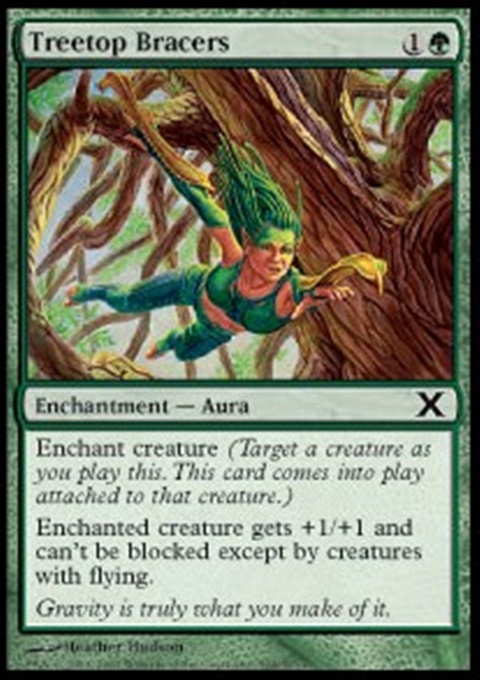 Treetop Bracers 1
Enchantment — Aura X
Enchant creature (Target a creature as
you play this. This card comes into play
attached to that creature.)
Enchanted creature gets +1/+1 and
can't be blocked except by creatures
with flying.
Gravity is truly what you make of it.
Heather Hudson